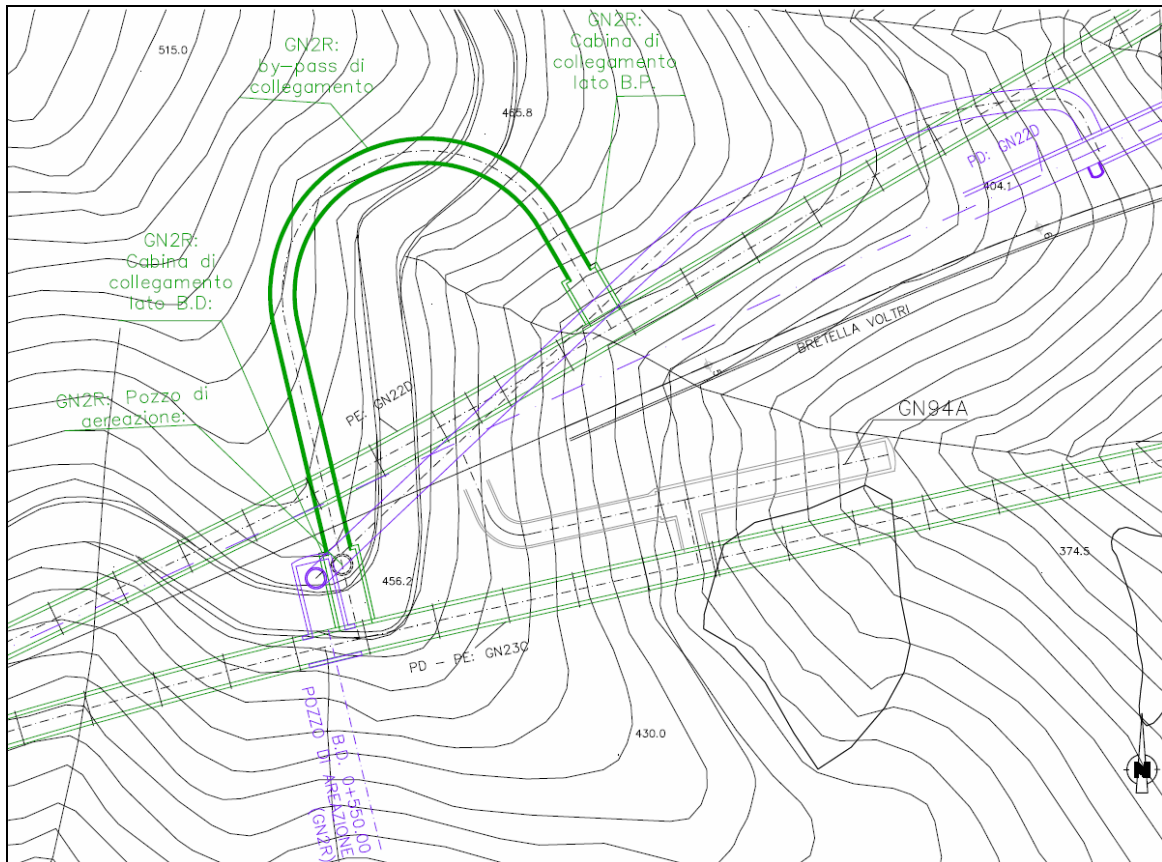 515.0
GN2R:
by-pass di
collegamento
GN2R:
Cabina di
collegamento
lato B.P.
465.8
PD: GN22D
404.1
GN2R:
Cabina di
collegamento
lato B.D:
6
BRETELLA VOLTRI
5
GN2R: Pozzo di
aereazione:
PE: GN22D
GN94A
374.5
456.2
PD - PE: GN23C
430.0
B.D: 0+550.00
POZZO DI AREAZIONE
(GN2R)
N